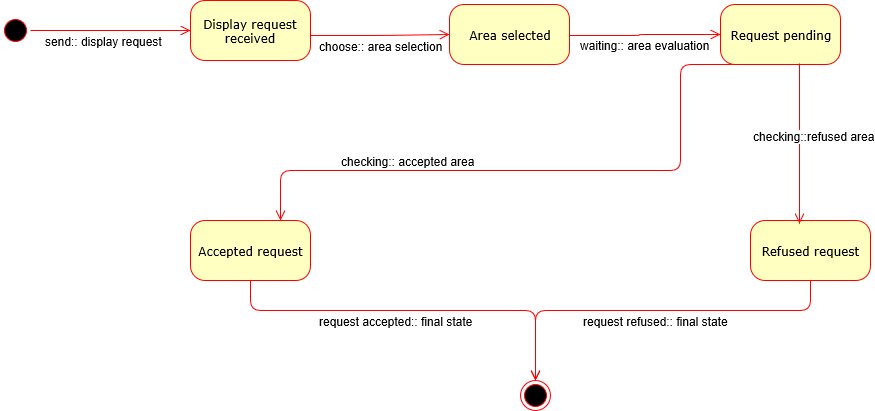 Display request
received
Area selected
Request pending
send:: display request
choose:: area selection
waiting:: area evaluation
checking::refused area
checking:: accepted area
Accepted request
Refused request
request accepted:: final state
request refused:: final state